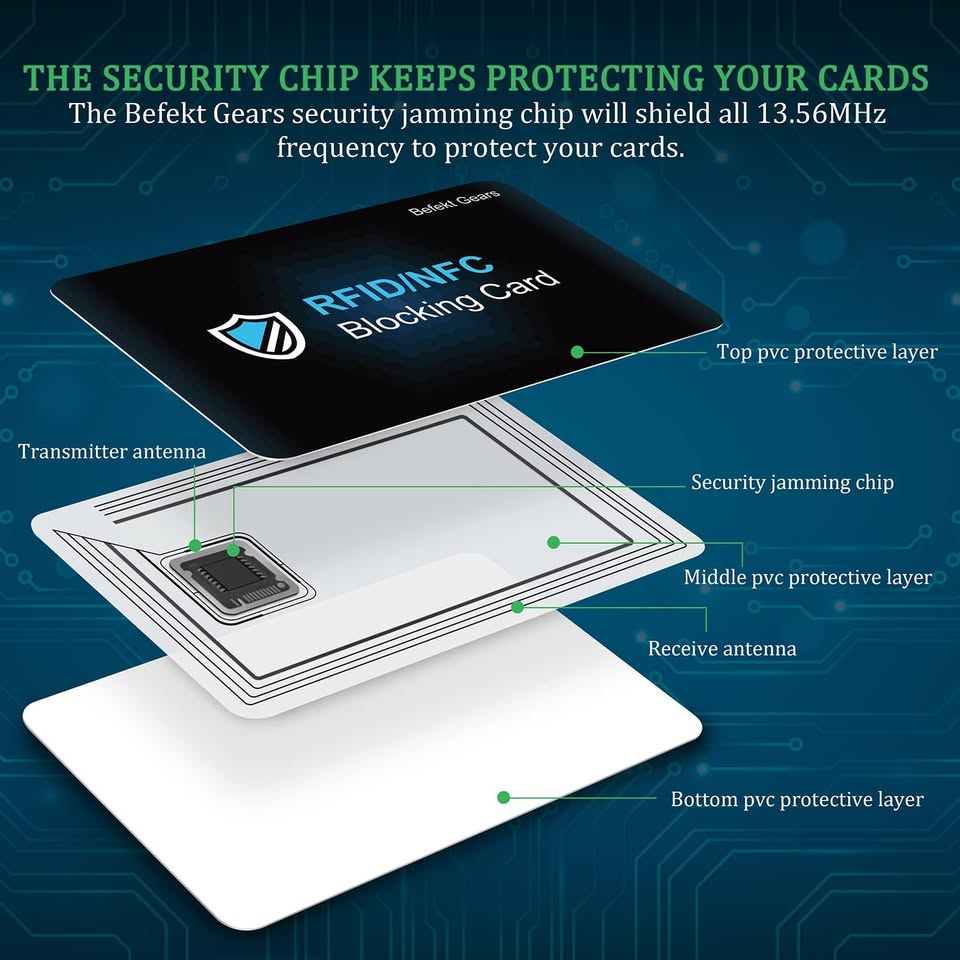 THE SECURITY CHIP KEEPS PROTECTING YOUR CARDS
The Befekt Gears security jamming chip will shield all 13.56MHz
frequency to protect your cards.
Befekt Gears
RFID/NFC
Blocking Card
Top pvc protective layer
Transmitter antenna
Security jamming chip
Middle pvc protective layer
Receive antenna
Bottom pvc protective layer